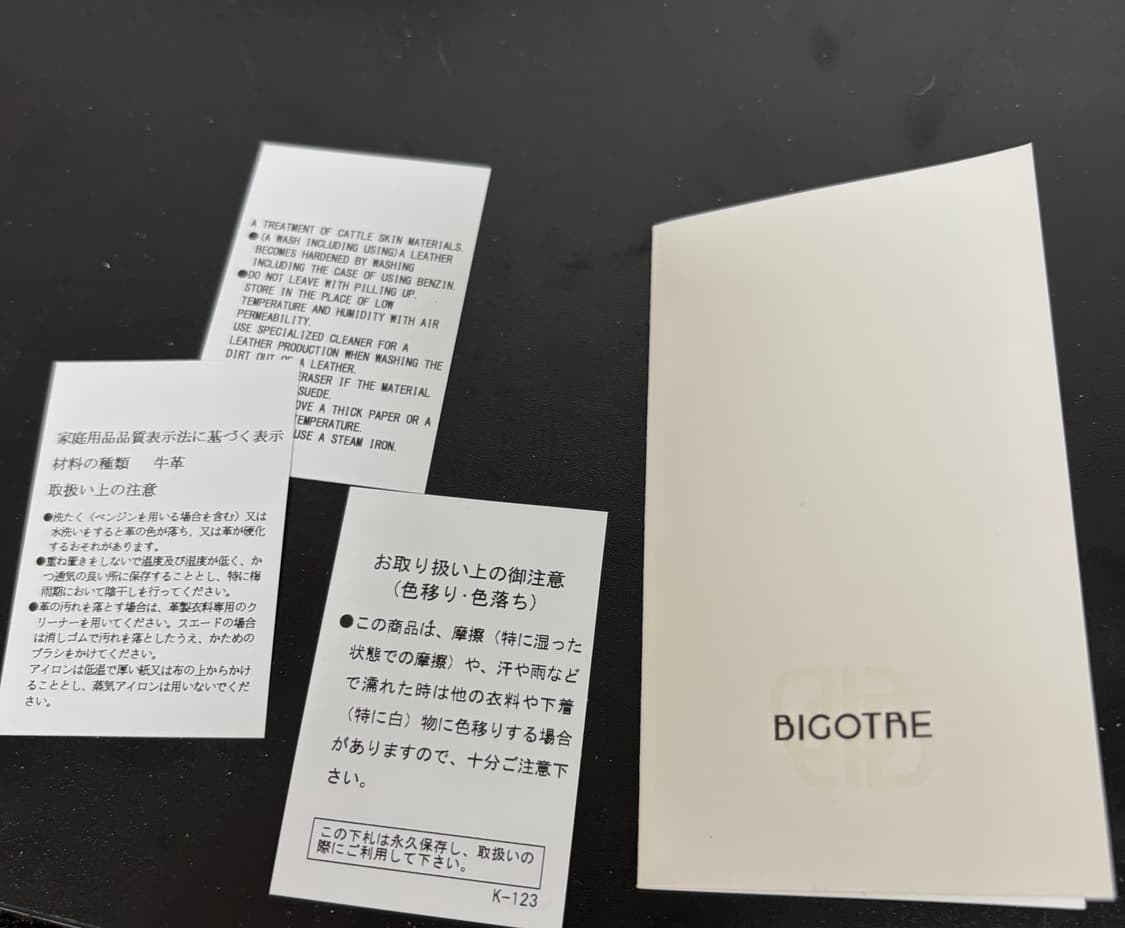 A TREATMENT OF CATTLE SKIN MATERIALS.
●(A WASH INCLUDING USING)A LEATHER
BECOMES HARDENED BY WASHING
INCLUDING THE CASE OF USING BENZIN.
●DO NOT LEAVE WITH PILLING UP.
STORE IN THE PLACE OF LOW
TEMPERATURE AND HUMIDITY WITH AIR
PERMEABILITY.
USE SPECIALIZED CLEANER FOR A
LEATHER PRODUCTION WHEN WASHING THE
DIRT OUT OF A LEATHER.
ERASER IF THE MATERIAL
SUEDE.
A THICK PAPER OR A
TEMPERATURE.
USE A STEAM IRON.
家庭用品品質表示法に基づく表示
材料の種類 牛革
取扱い上の注意
●洗たく（ベンジンを用いる場合を含む）又は
水洗いをすると革の色が落ち、又は革が硬化
するおそれがあります。
●重ね置きをしないで温度及び湿度が低く、か
つ通気の良い所に保存することとし、特に梅
雨期において陰干しを行ってください。
●革の汚れを落とす場合は、革製衣料専用のク
リーナーを用いてください。スエードの場合
は消しゴムで汚れを落としたうえ、かための
ブラシをかけてください。
アイロンは低温で厚い紙又は布の上からかけ
ることとし、蒸気アイロンは用いないでくだ
さい。
お取り扱い上の御注意
（色移り・色落ち）
●この商品は、摩擦（特に湿った
状態での摩擦）や、汗や雨など
で濡れた時は他の衣料や下着
（特に白）物に色移りする場合
がありますので、十分ご注意下
さい。
この下札は永久保存し、取扱いの
際にご利用して下さい。
K-123
BIGOTRE